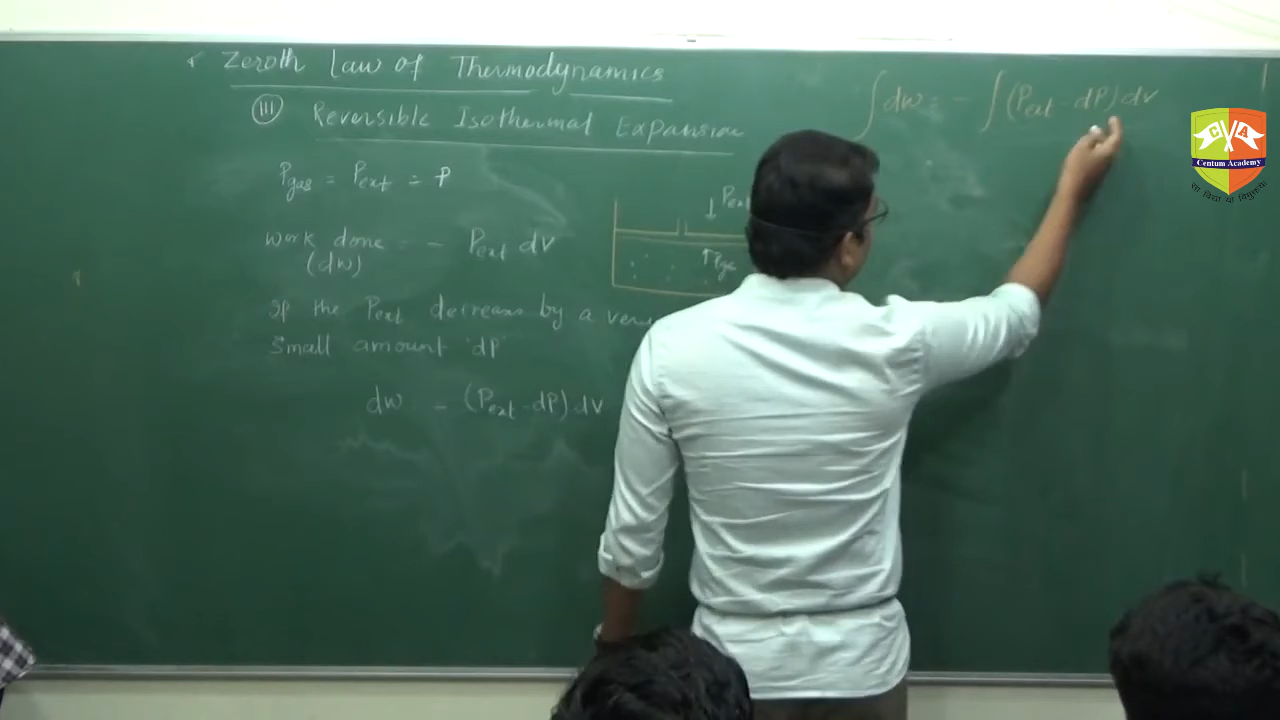 Zeroth Law of Thermodynamics
(III) Reversible Isothermal Expansion
Pgas = Pext = P
work done = - Pext dv
(dw)
If the Pext decreases by a very
Small amount 'dP'
dw = (Pext - dP) dv
Pext
Pgas
∫dw = - ∫(Pext - dP) dv
C A
Centum Academy